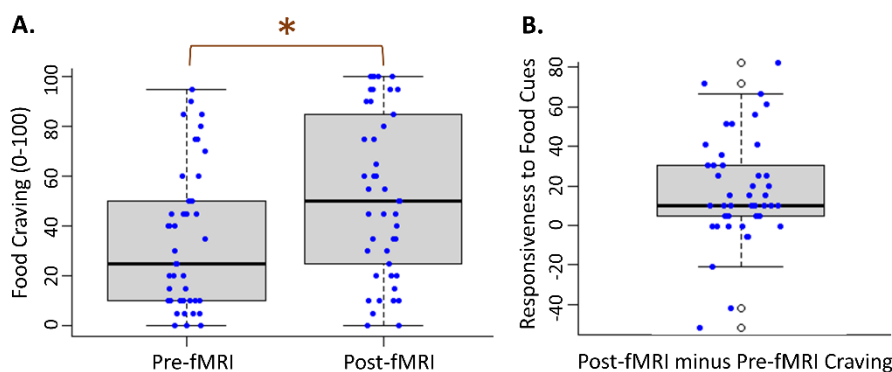 A.
*
Food Craving (0-100)
100
80
60
40
20
0
Pre-fMRI
Post-fMRI
B.
Responsiveness to Food Cues
80
60
40
20
0
-20
-40
Post-fMRI minus Pre-fMRI Craving